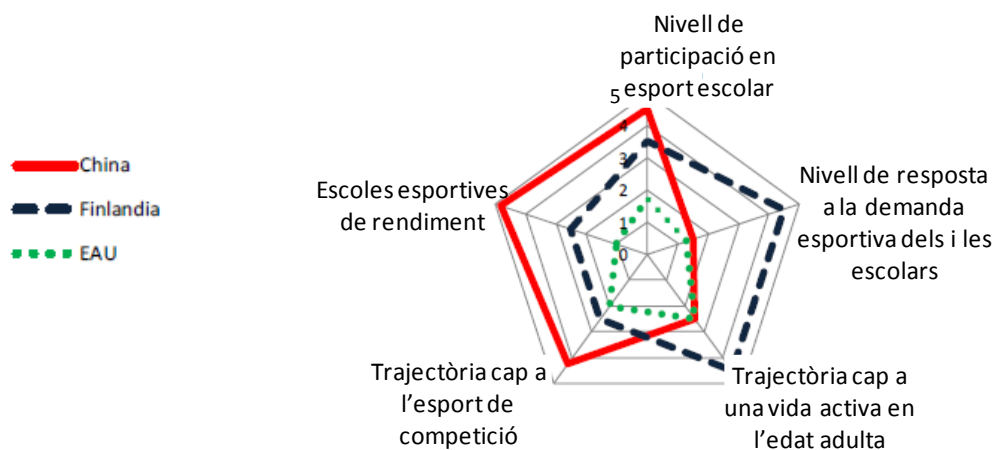 Nivell de
participació en
esport escolar
5
4
3
2
1
0
China
Finlandia
EAU
Escoles esportives
de rendiment
Nivell de resposta
a la demanda
esportiva dels i les
escolars
Trajectòria cap a
l’esport de
competició
Trajectòria cap a
una vida activa en
l’edat adulta